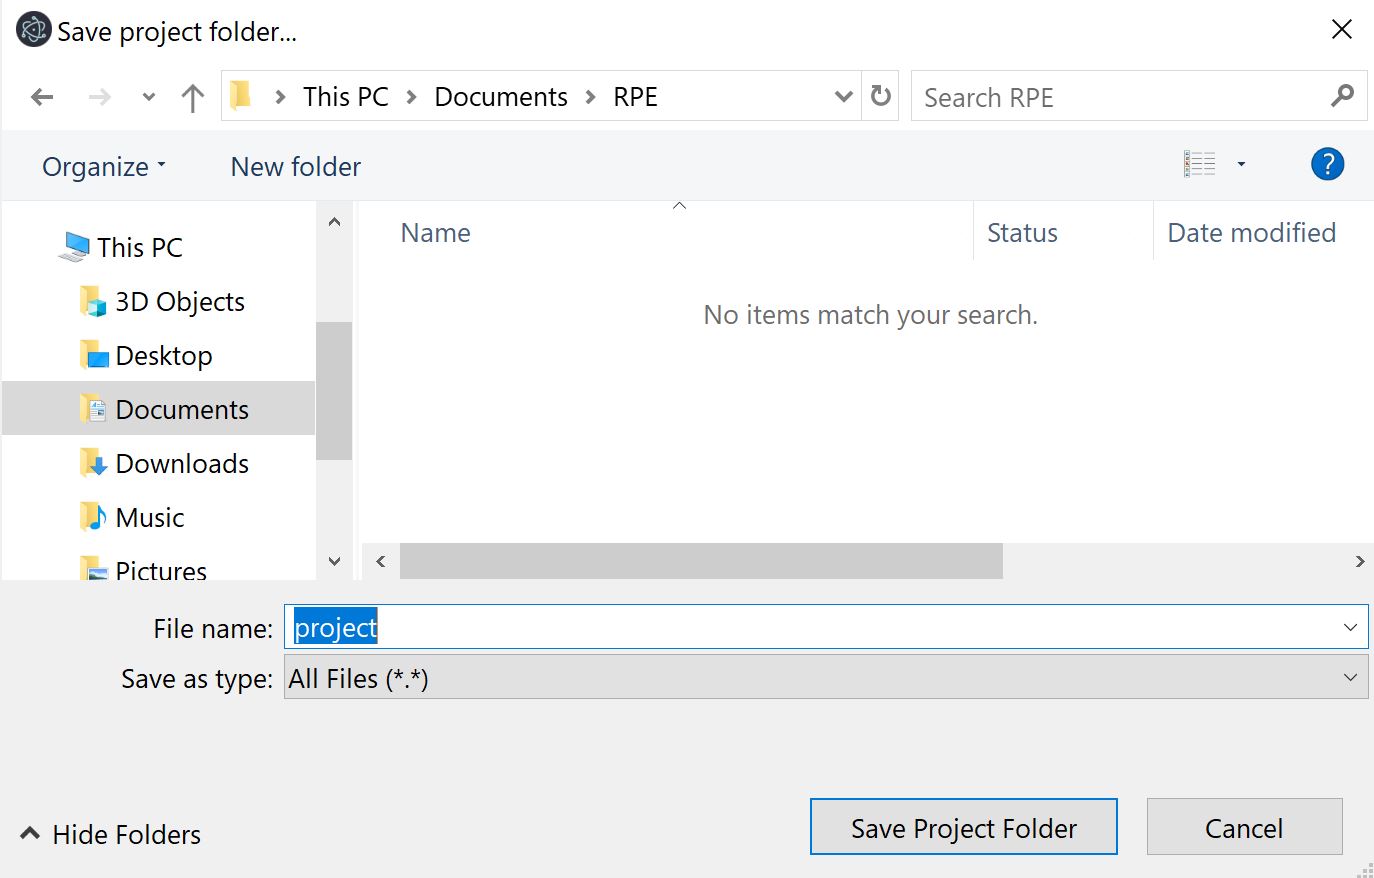 Save project folder...
This PC > Documents > RPE
Search RPE
Organize
New folder
?
Name
Status
Date modified
This PC
3D Objects
Desktop
Documents
Downloads
Music
Pictures
No items match your search.
File name: project
Save as type: All Files (*.*)
Hide Folders
Save Project Folder
Cancel